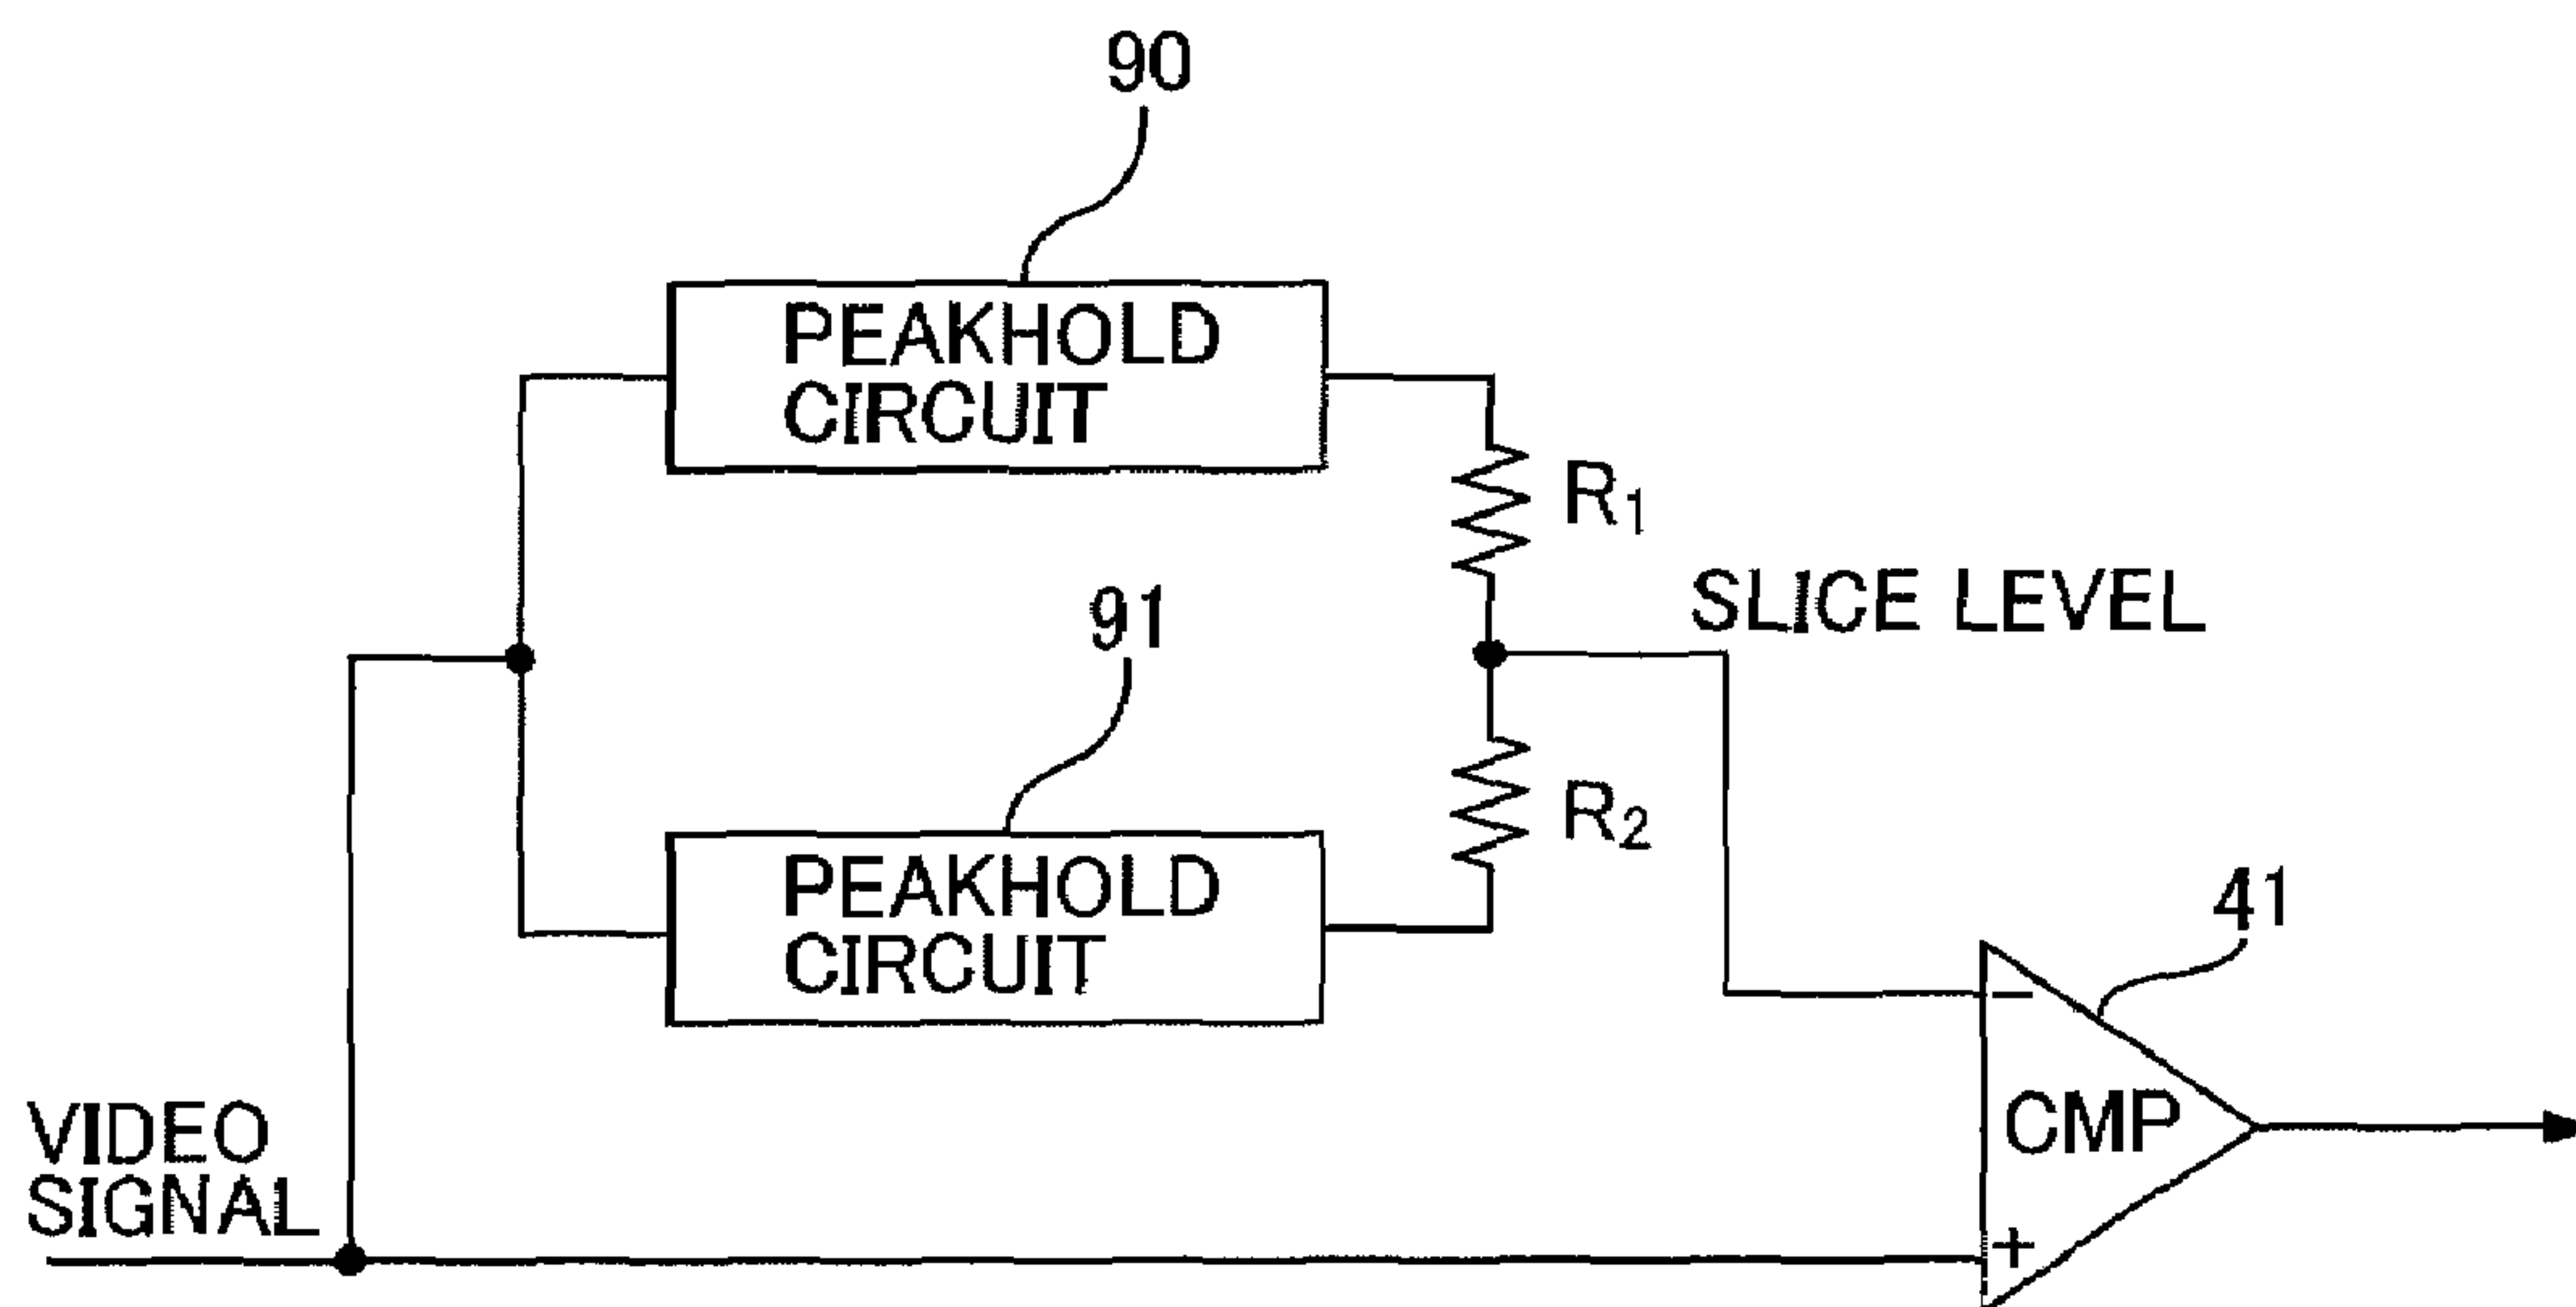 90
PEAKHOLD
CIRCUIT
R1
91
SLICE LEVEL
PEAKHOLD
CIRCUIT
R2
41
VIDEO
SIGNAL
−
CMP
+